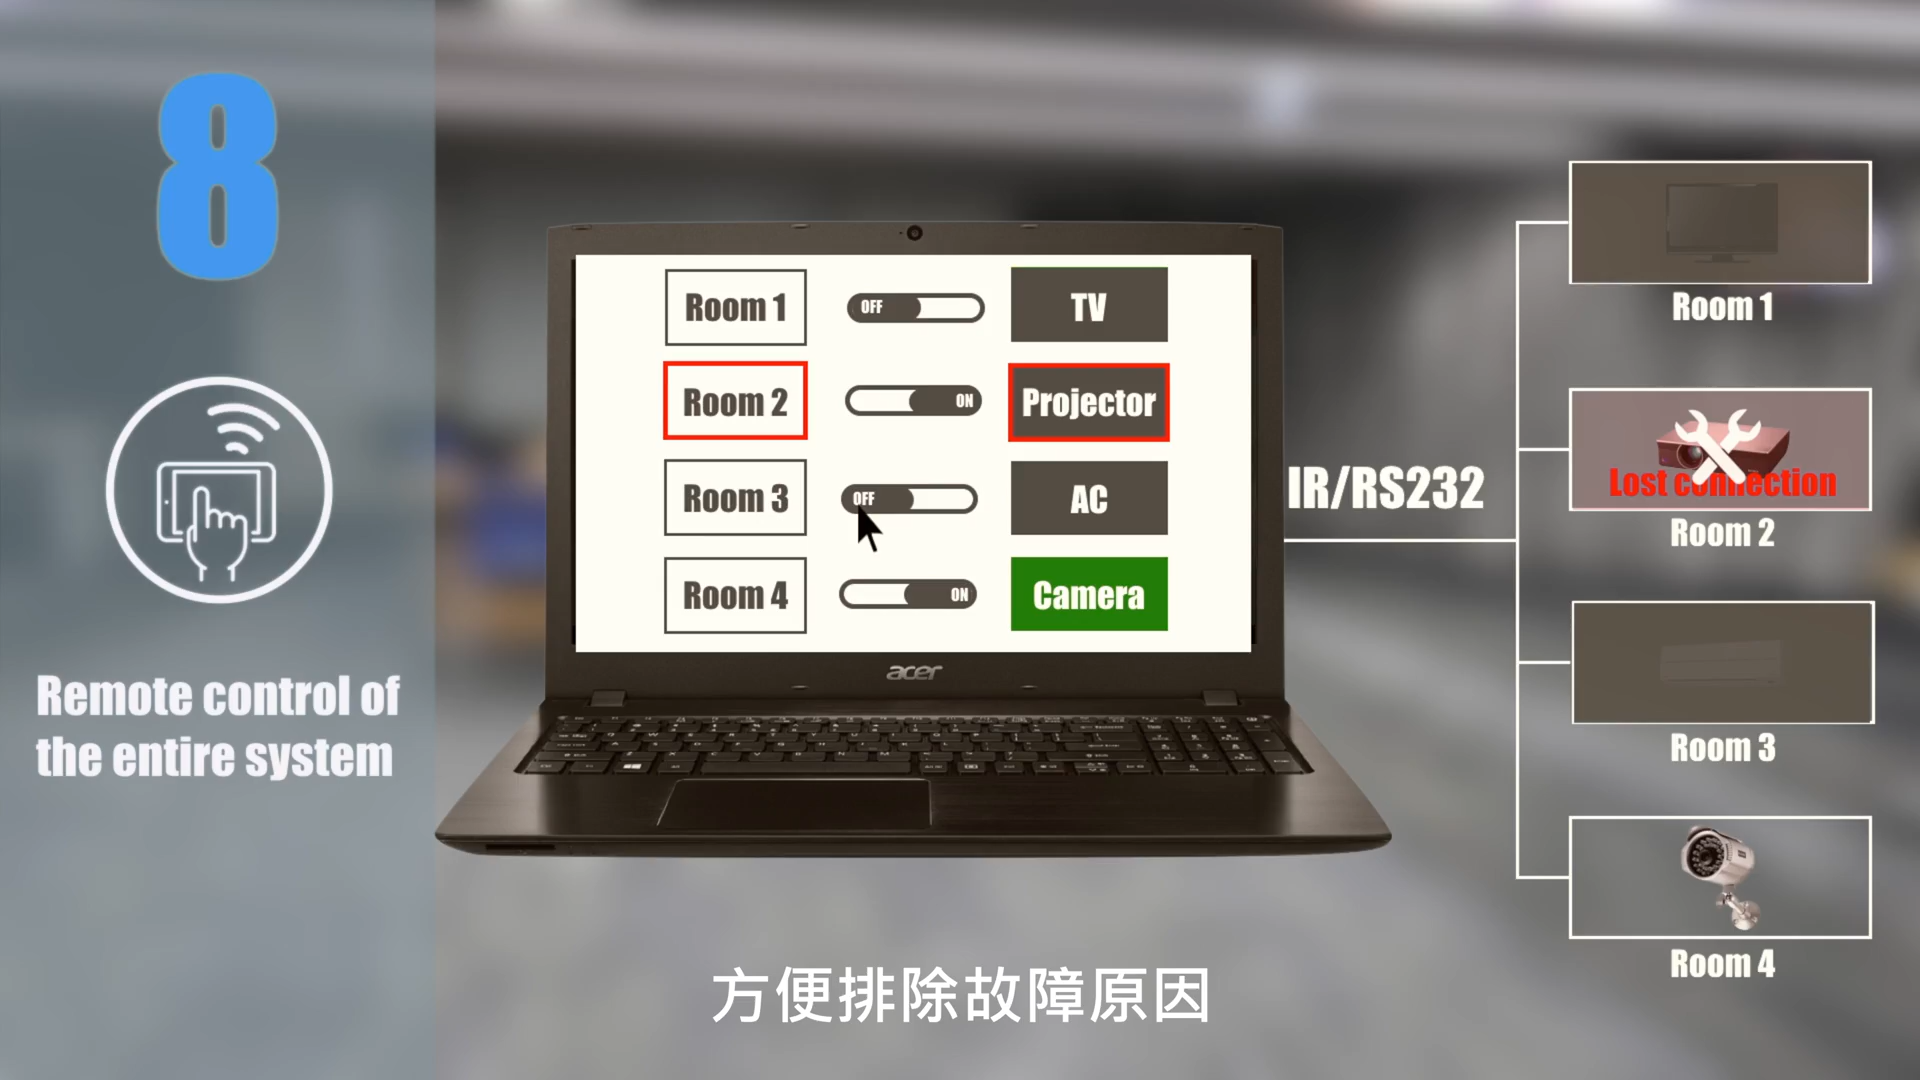 8
Remote control of
the entire system
Room 1
OFF
TV
Room 2
ON
Projector
Room 3
OFF
AC
Room 4
ON
Camera
acer
IR/RS232
Room 1
Lost connection
Room 2
Room 3
Room 4
方便排除故障原因